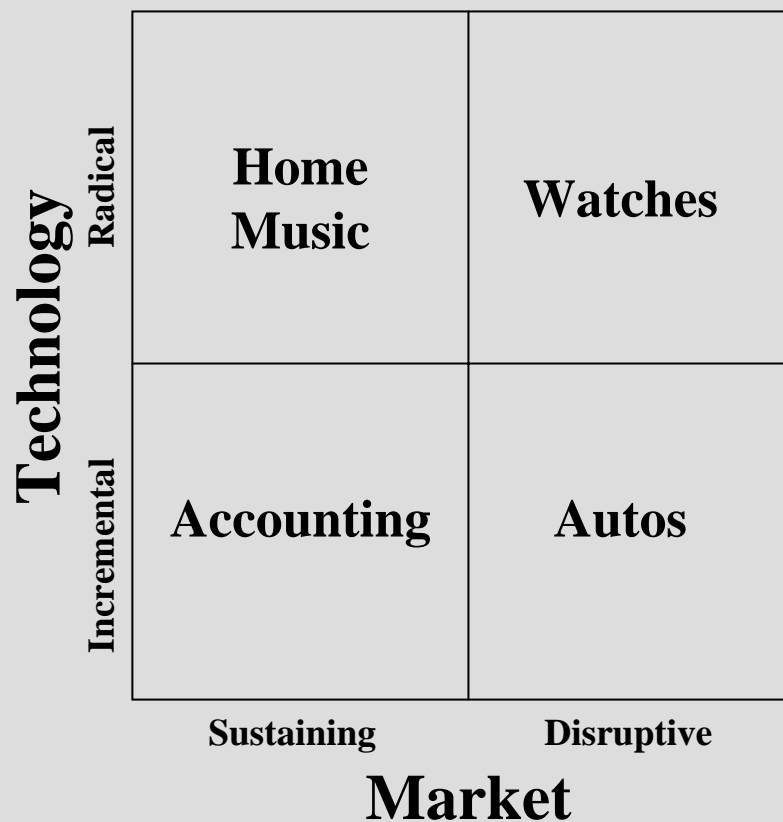 Technology
Radical
Home
Music
Watches
Incremental
Accounting
Autos
Sustaining
Disruptive
Market